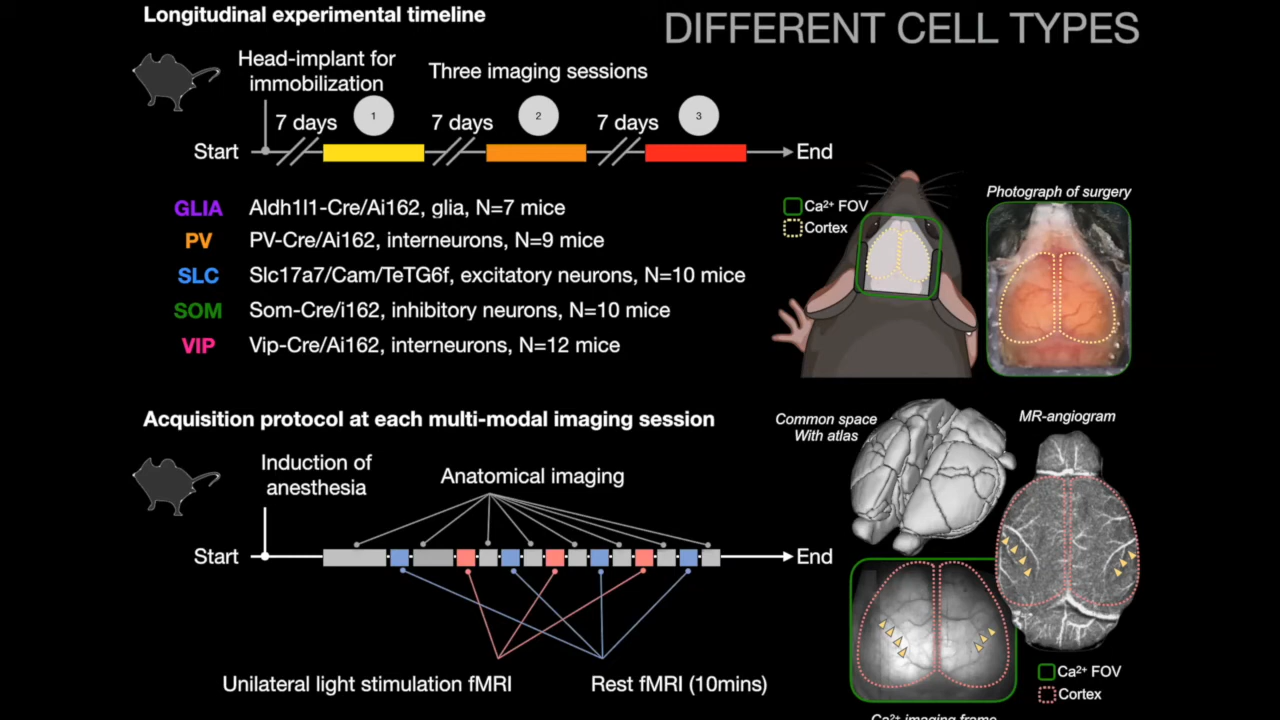 Longitudinal experimental timeline
DIFFERENT CELL TYPES
Head-implant for
immobilization
Three imaging sessions
7 days
1
7 days
2
7 days
3
Start
End
GLIA Aldh1l1-Cre/Ai162, glia, N=7 mice
PV PV-Cre/Ai162, interneurons, N=9 mice
SLC Slc17a7/Cam/TeTG6f, excitatory neurons, N=10 mice
SOM Som-Cre/i162, inhibitory neurons, N=10 mice
VIP Vip-Cre/Ai162, interneurons, N=12 mice
Ca²⁺ FOV
Cortex
Photograph of surgery
Acquisition protocol at each multi-modal imaging session
Induction of
anesthesia
Anatomical imaging
Start
End
Unilateral light stimulation fMRI
Rest fMRI (10mins)
Common space
With atlas
MR-angiogram
Ca²⁺ FOV
Cortex
Ca²⁺ imaging frame